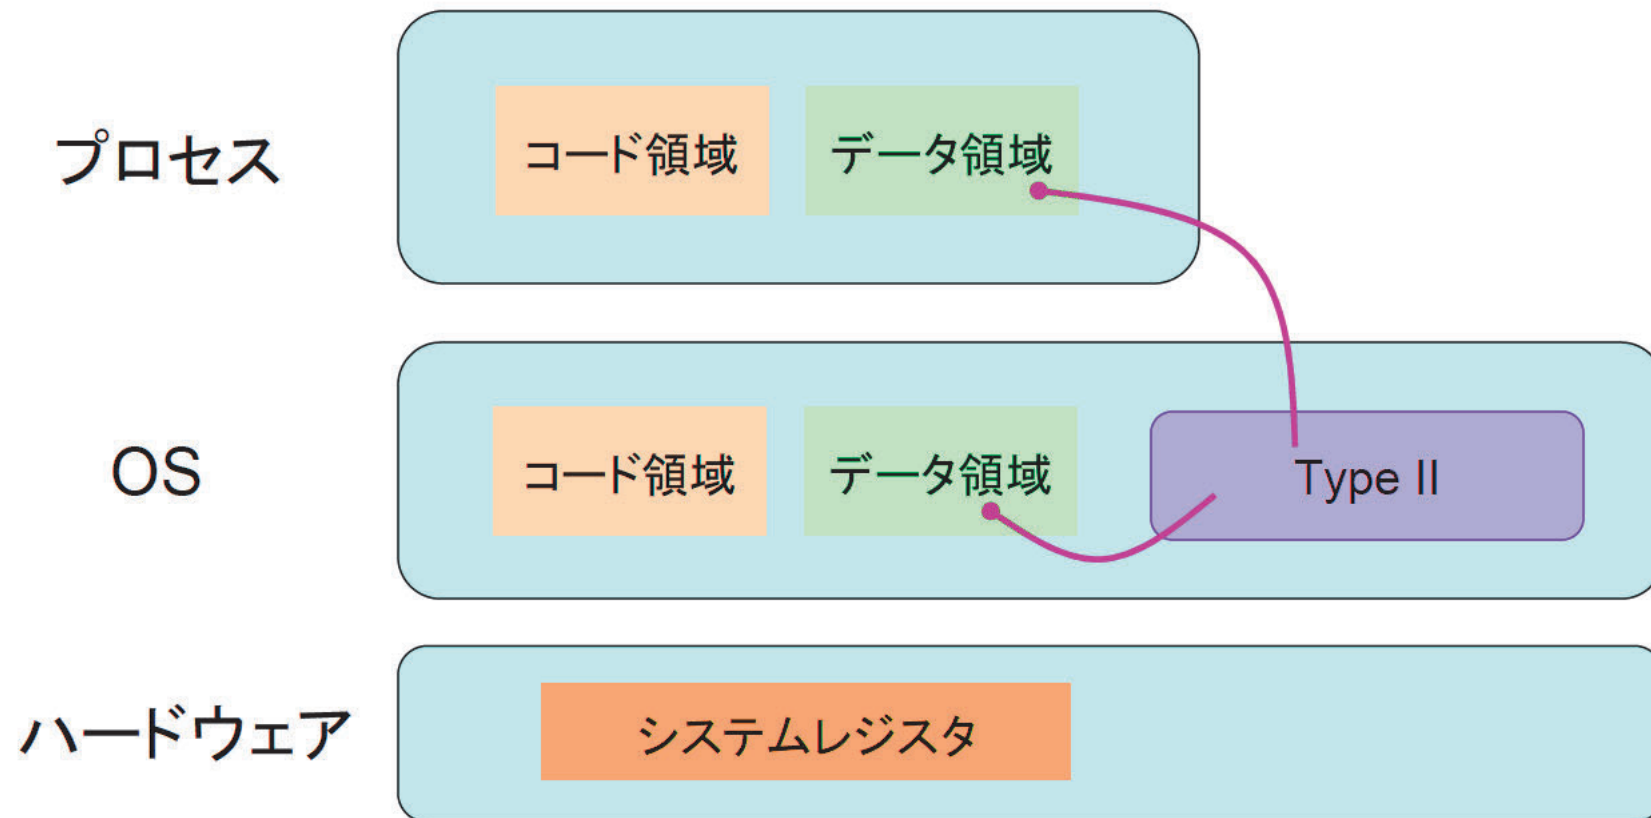 プロセス
コード領域
データ領域
OS
コード領域
データ領域
Type II
ハードウェア
システムレジスタ